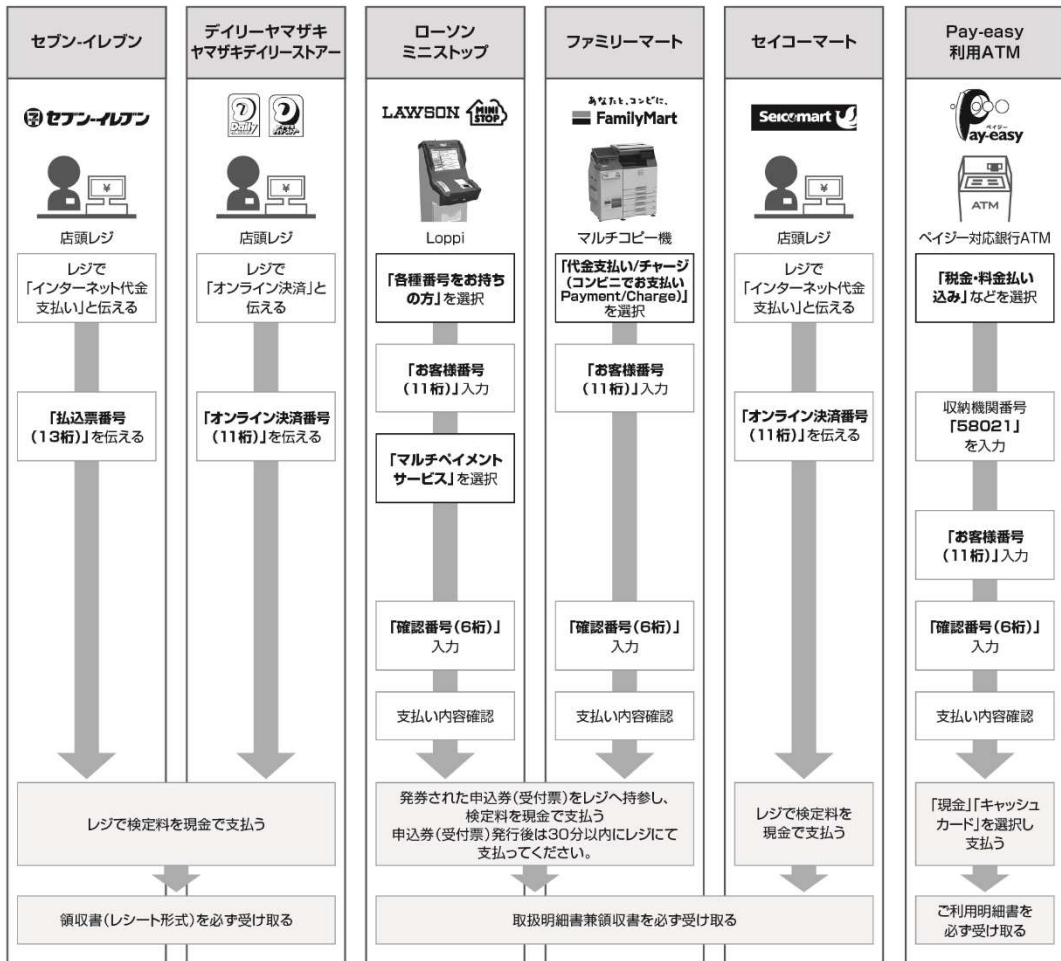 セブン-イレブン
デイリーヤマザキ
ヤマザキデイリーストアー
ローソン
ミニストップ
ファミリーマート
セイコーマート
Pay-easy
利用ATM
セブン-イレブン
Daily
LAWSON
MINI
STOP
あなたと、コンビに、
FamilyMart
Seicomart
ペイジー
Pay-easy
¥
¥
¥
ATM
店頭レジ
店頭レジ
Loppi
マルチコピー機
店頭レジ
ペイジー対応銀行ATM
レジで
「インターネット代金
支払い」と伝える
レジで
「オンライン決済」と
伝える
「各種番号をお持ち
の方」を選択
「代金支払い/チャージ
(コンビニでお支払い
Payment/Charge)」
を選択
レジで
「インターネット代金
支払い」と伝える
「税金・料金払い
込み」などを選択
「お客様番号
(11桁)」入力
「お客様番号
(11桁)」入力
「払込票番号
(13桁)」を伝える
「オンライン決済番号
(11桁)」を伝える
「オンライン決済番号
(11桁)」を伝える
収納機関番号
「58021」
を入力
「マルチペイメント
サービス」を選択
「お客様番号
(11桁)」入力
「確認番号(6桁)」
入力
「確認番号(6桁)」
入力
「確認番号(6桁)」
入力
支払い内容確認
支払い内容確認
支払い内容確認
レジで検定料を現金で支払う
発券された申込券(受付票)をレジへ持参し、
検定料を現金で支払う
申込券(受付票)発行後は30分以内にレジにて
支払ってください。
レジで検定料を
現金で支払う
「現金」「キャッシュ
カード」を選択し
支払う
領収書(レシート形式)を必ず受け取る
取扱明細書兼領収書を必ず受け取る
ご利用明細書を
必ず受け取る